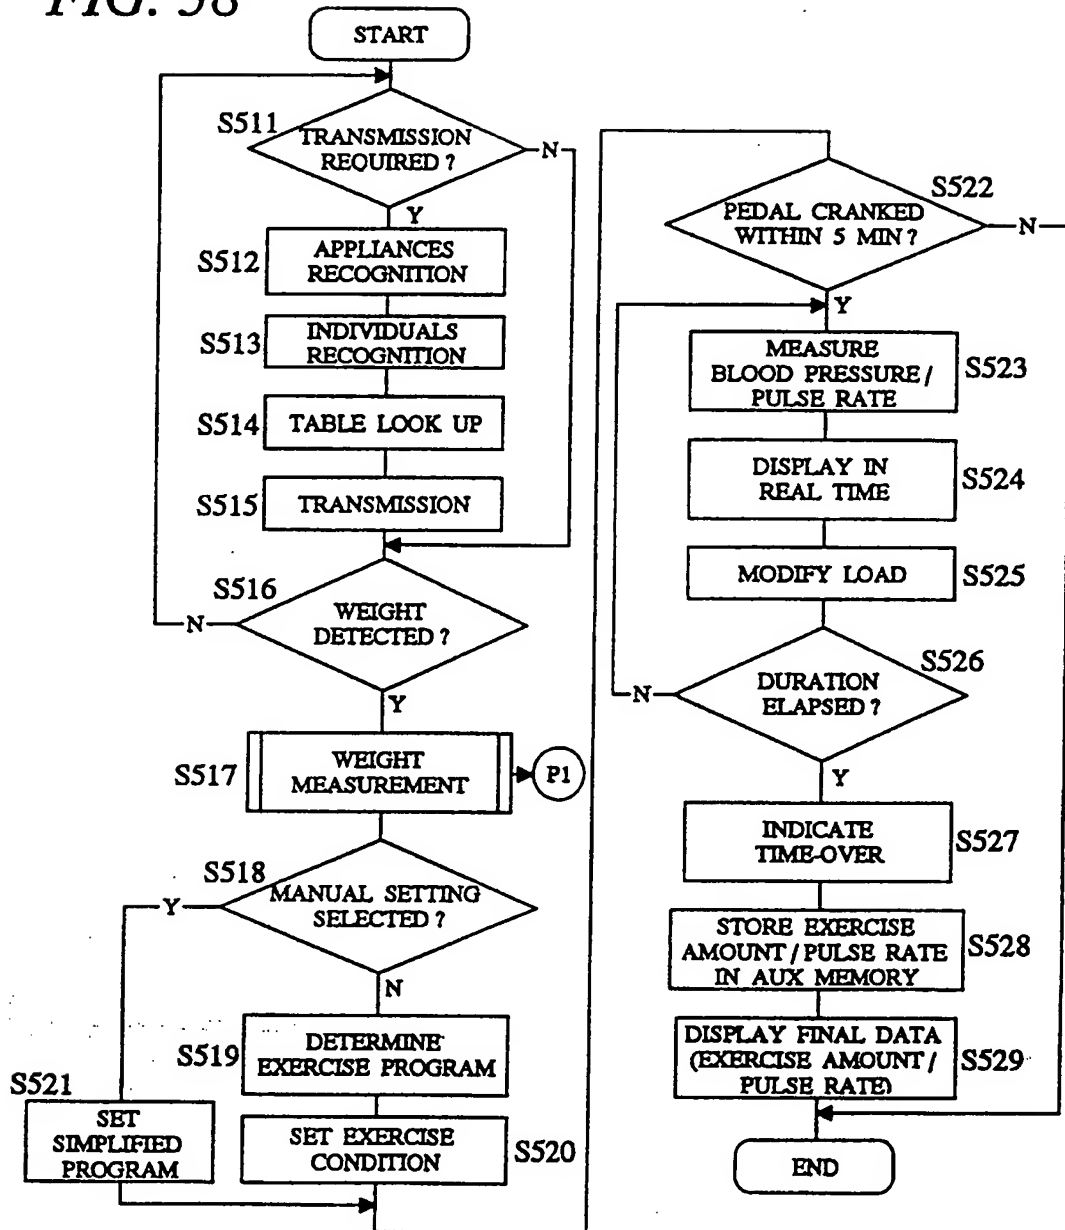 FIG. 58
START
S511
TRANSMISSION
REQUIRED ?
N
Y
S512
APPLIANCES
RECOGNITION
S513
INDIVIDUALS
RECOGNITION
S514
TABLE LOOK UP
S515
TRANSMISSION
S516
WEIGHT
DETECTED ?
N
Y
S517
WEIGHT
MEASUREMENT
P1
S518
MANUAL SETTING
SELECTED ?
Y
N
S519
DETERMINE
EXERCISE PROGRAM
S521
SET
SIMPLIFIED
PROGRAM
SET EXERCISE
CONDITION
S520
S522
PEDAL CRANKED
WITHIN 5 MIN ?
N
Y
MEASURE
BLOOD PRESSURE /
PULSE RATE
S523
DISPLAY IN
REAL TIME
S524
MODIFY LOAD
S525
S526
DURATION
ELAPSED ?
N
Y
INDICATE
TIME-OVER
S527
STORE EXERCISE
AMOUNT / PULSE RATE
IN AUX MEMORY
S528
DISPLAY FINAL DATA
(EXERCISE AMOUNT /
PULSE RATE)
S529
END